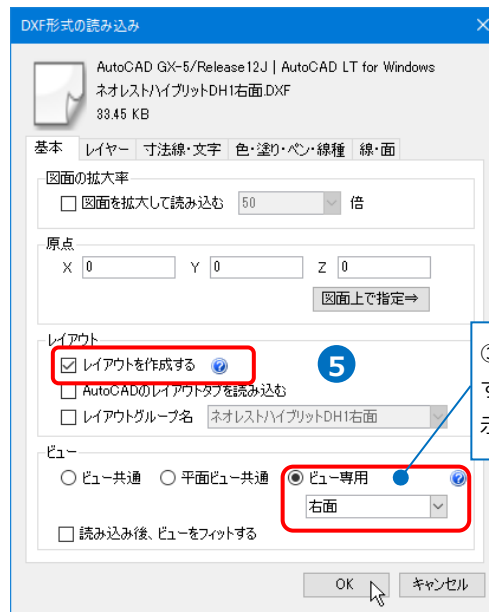 DXF形式の読み込み
AutoCAD GX-5/Release12J | AutoCAD LT for Windows
ネオレストハイブリットDH1右面.DXF
33.45 KB
基本 レイヤー 寸法線・文字 色・塗り・ペン・線種 線・面
図面の拡大率
図面を拡大して読み込む 50 倍
原点
X 0 Y 0 Z 0
図面上で指定⇒
レイアウト
レイアウトを作成する
5
AutoCADのレイアウトタブを読み込む
レイアウトグループ名 ネオレストハイブリットDH1右面
す
示
ビュー
ビュー共通 平面ビュー共通 ビュー専用
右面
読み込み後、ビューをフィットする
OK キャンセル